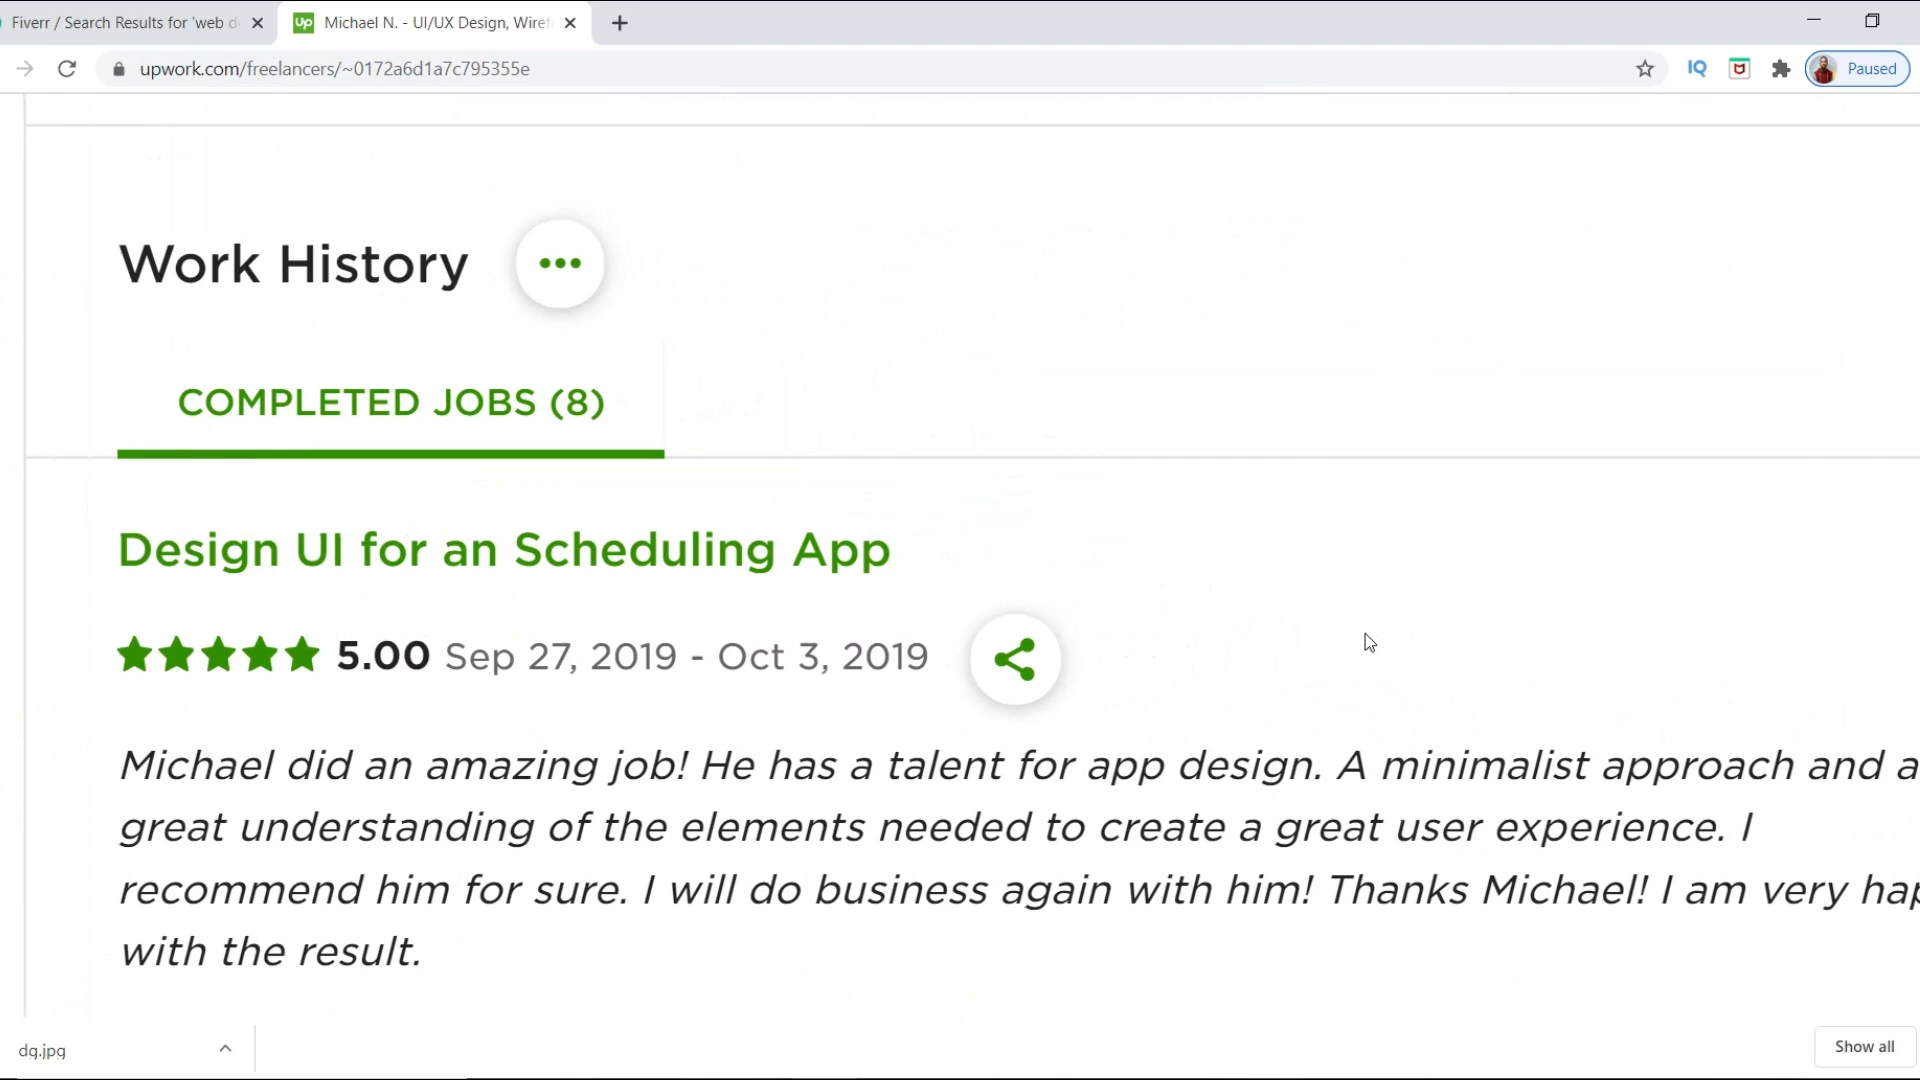 Fiverr / Search Results for 'web d
Up Michael N. - UI/UX Design, Wiref
upwork.com/freelancers/~0172a6d1a7c795355e
IQ
Paused
Work History
COMPLETED JOBS (8)
Design UI for an Scheduling App
5.00 Sep 27, 2019 - Oct 3, 2019
Michael did an amazing job! He has a talent for app design. A minimalist approach and a
great understanding of the elements needed to create a great user experience. I
recommend him for sure. I will do business again with him! Thanks Michael! I am very hap
with the result.
dg.jpg
Show all